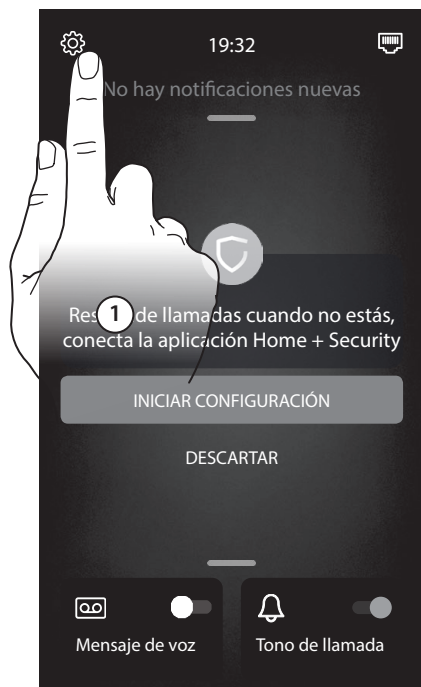 19:32
No hay notificaciones nuevas
1
de llamadas cuando no estás,
conecta la aplicación Home + Security
INICIAR CONFIGURACIÓN
DESCARTAR
Mensaje de voz
Tono de llamada